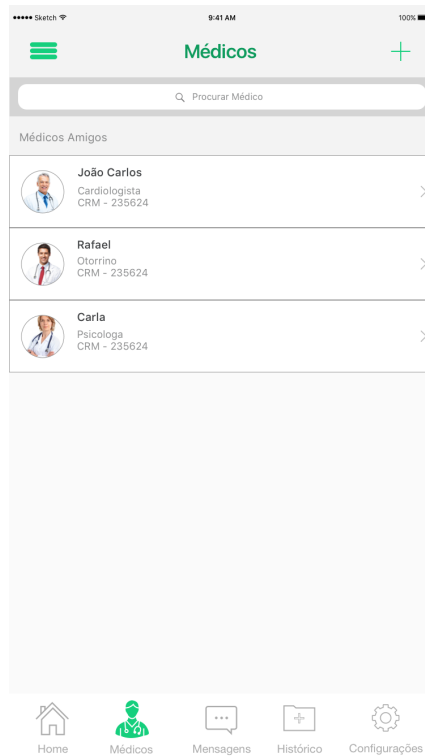 Sketch 9:41 AM 100%
Médicos
Procurar Médico
Médicos Amigos
João Carlos
Cardiologista
CRM - 235624
Rafael
Otorrino
CRM - 235624
Carla
Psicologa
CRM - 235624
Home Médicos Mensagens Histórico Configurações